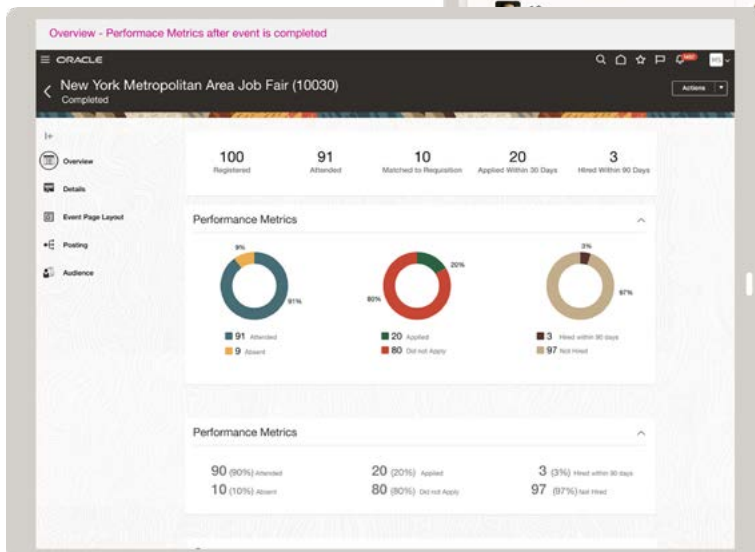 Overview - Performace Metrics after event is completed
ORACLE
New York Metropolitan Area Job Fair (10030)
Completed
Actions
Overview
Details
Event Page Layout
Posting
Audience
100 91 10 20 3
Registered Attended Matched to Requisition Applied Within 30 Days Hired Within 90 Days
Performance Metrics
9% 91%
20% 80%
3% 97%
91 Attended
9 Absent
20 Applied
80 Did not Apply
3 Hired within 90 days
97 Not Hired
Performance Metrics
90 (90%) Attended 20 (20%) Applied 3 (3%) Hired within 90 days
10 (10%) Absent 80 (80%) Did not Apply 97 (97%) Not Hired